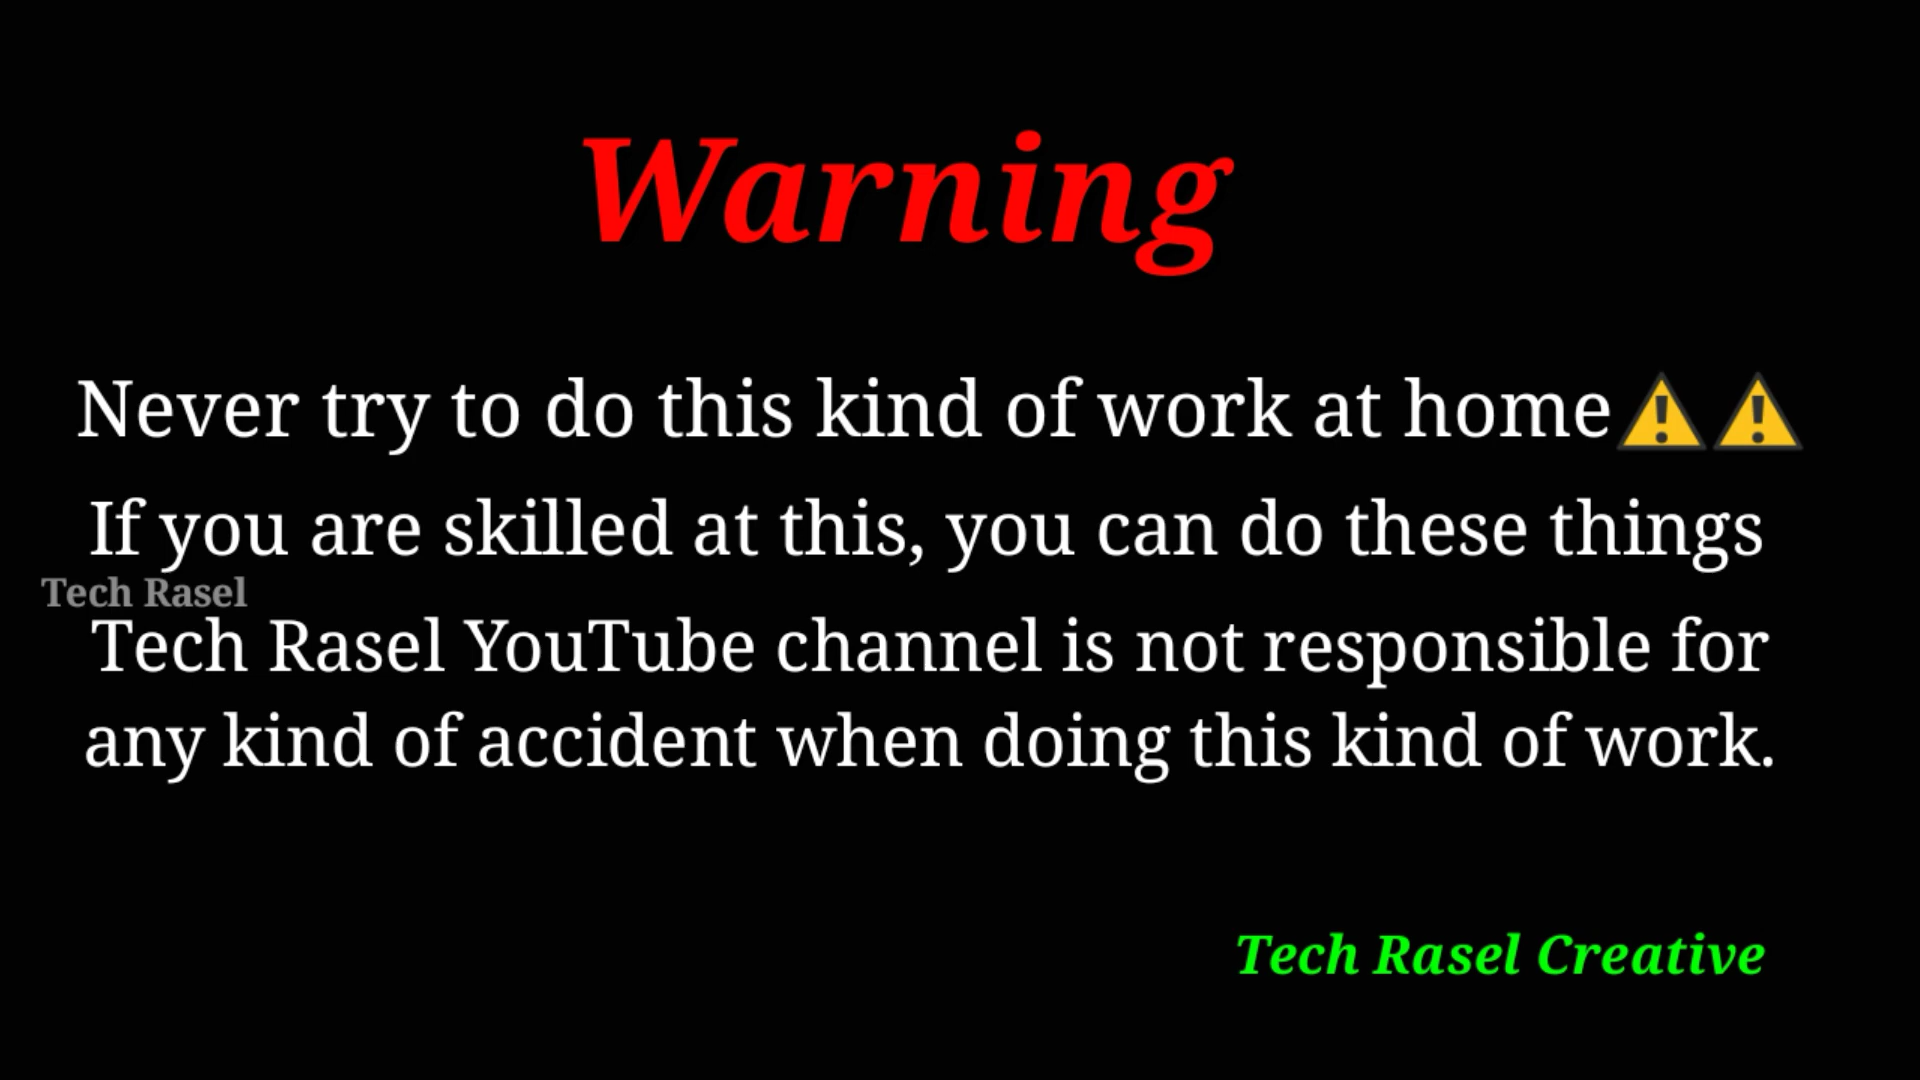 Warning
Never try to do this kind of work at home⚠️⚠️
If you are skilled at this, you can do these things
Tech Rasel
Tech Rasel YouTube channel is not responsible for
any kind of accident when doing this kind of work.
Tech Rasel Creative